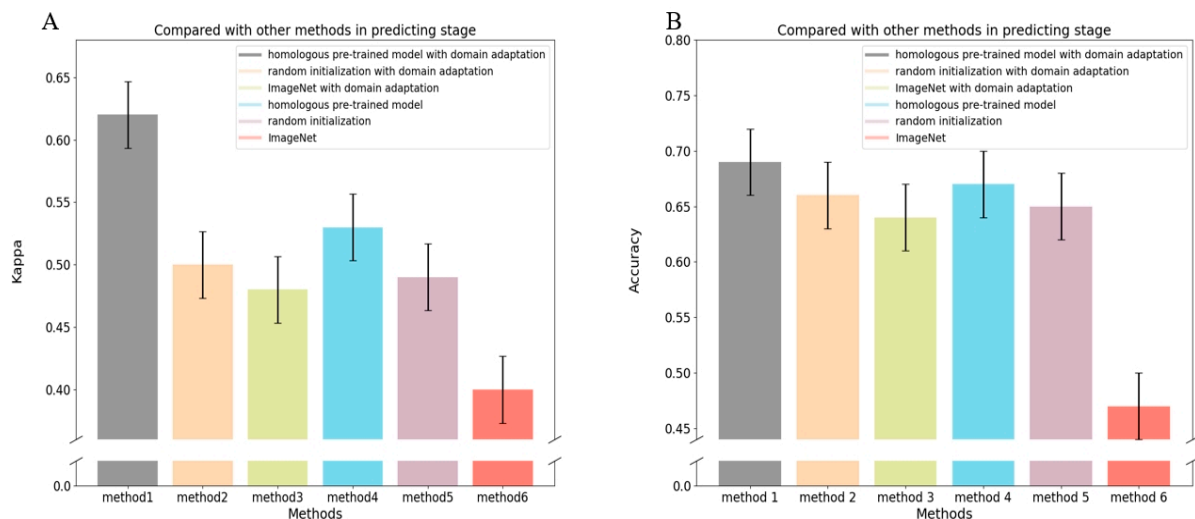 A
Compared with other methods in predicting stage
homologous pre-trained model with domain adaptation
random initialization with domain adaptation
ImageNet with domain adaptation
homologous pre-trained model
random initialization
ImageNet
Kappa
0.65
0.60
0.55
0.50
0.45
0.40
0.0
method1 method2 method3 method4 method5 method6
Methods
B
Compared with other methods in predicting stage
homologous pre-trained model with domain adaptation
random initialization with domain adaptation
ImageNet with domain adaptation
homologous pre-trained model
random initialization
ImageNet
Accuracy
0.80
0.75
0.70
0.65
0.60
0.55
0.50
0.45
0.0
method 1 method 2 method 3 method 4 method 5 method 6
Methods